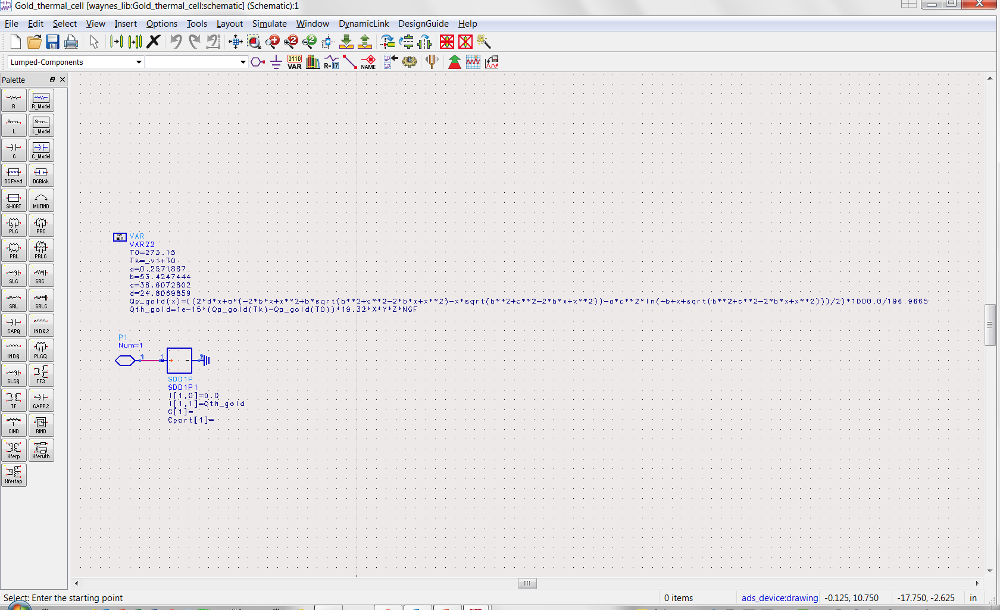 Gold_thermal_cell [waynes_lib:Gold_thermal_cell:schematic] (Schematic):1
File Edit Select View Insert Options Tools Layout Simulate Window DynamicLink DesignGuide Help
Lumped-Components
0110
VAR
R=17
NAME
Palette
R R_Model
L L_Model
C C_Model
DCFeed DCBlck
SHORT MUTIND
PLC PRC
PRL PRLC
SLC SRC
SRL SRLC
CAPQ INDQ2
INDQ PLCQ
SLCQ TF3
TF CAPP2
CIND RIND
Xferp Xferuth
Xfertap
VAR
VAR22
T0=273.15
Tk=_v1+T0
a=0.2571887
b=53.4247444
c=38.6072802
d=24.8069859
Qp_gold(x)=((2*d*x+a*(-2*b*x+x**2+b*sqrt(b**2+c**2-2*b*x+x**2)-x*sqrt(b**2+c**2-2*b*x+x**2))-a*c**2*ln(-b+x+sqrt(b**2+c**2-2*b*x+x**2)))/2)*1000.0/196.9665
Qth_gold=1e-15*(Qp_gold(Tk)-Qp_gold(T0))*19.32*X*Y*Z*NGF
P1
Num=1
1 1 + − 2
SDD1P
SDD1P1
I[1,0]=0.0
I[1,1]=Qth_gold
C[1]=
Cport[1]=
Select: Enter the starting point
0 items
ads_device:drawing
-0.125, 10.750
-17.750, -2.625
in